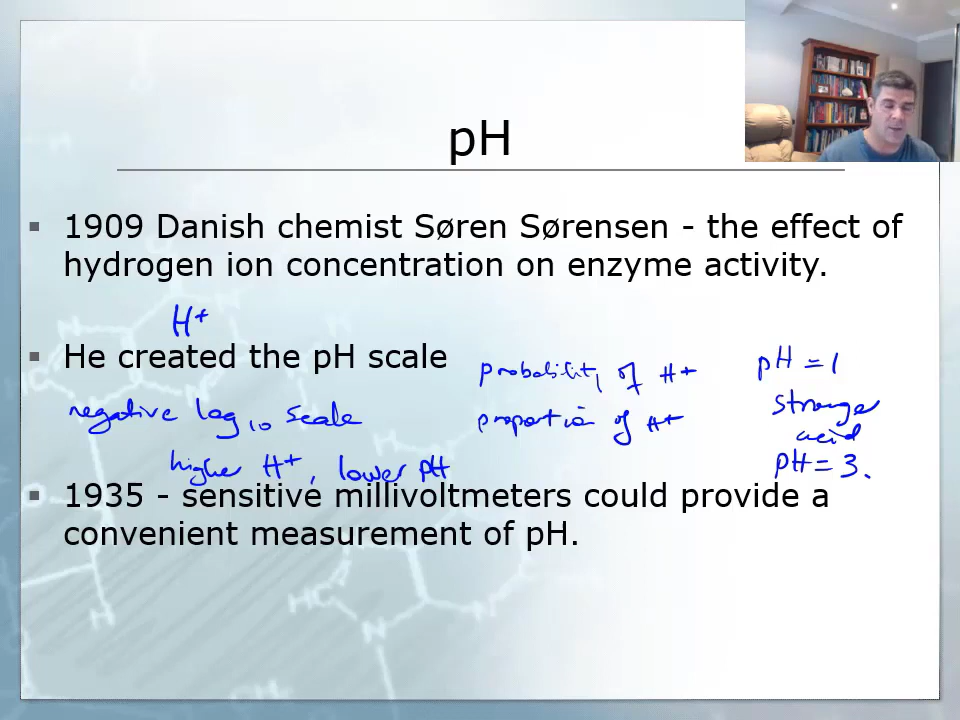 pH
▪ 1909 Danish chemist Søren Sørensen - the effect of
hydrogen ion concentration on enzyme activity.
H+
▪ He created the pH scale
negative log10 scale
higher H+, lower pH
probability of H+
proportion of H+
pH = 1
stronger
acid
pH = 3.
▪ 1935 - sensitive millivoltmeters could provide a
convenient measurement of pH.
HC